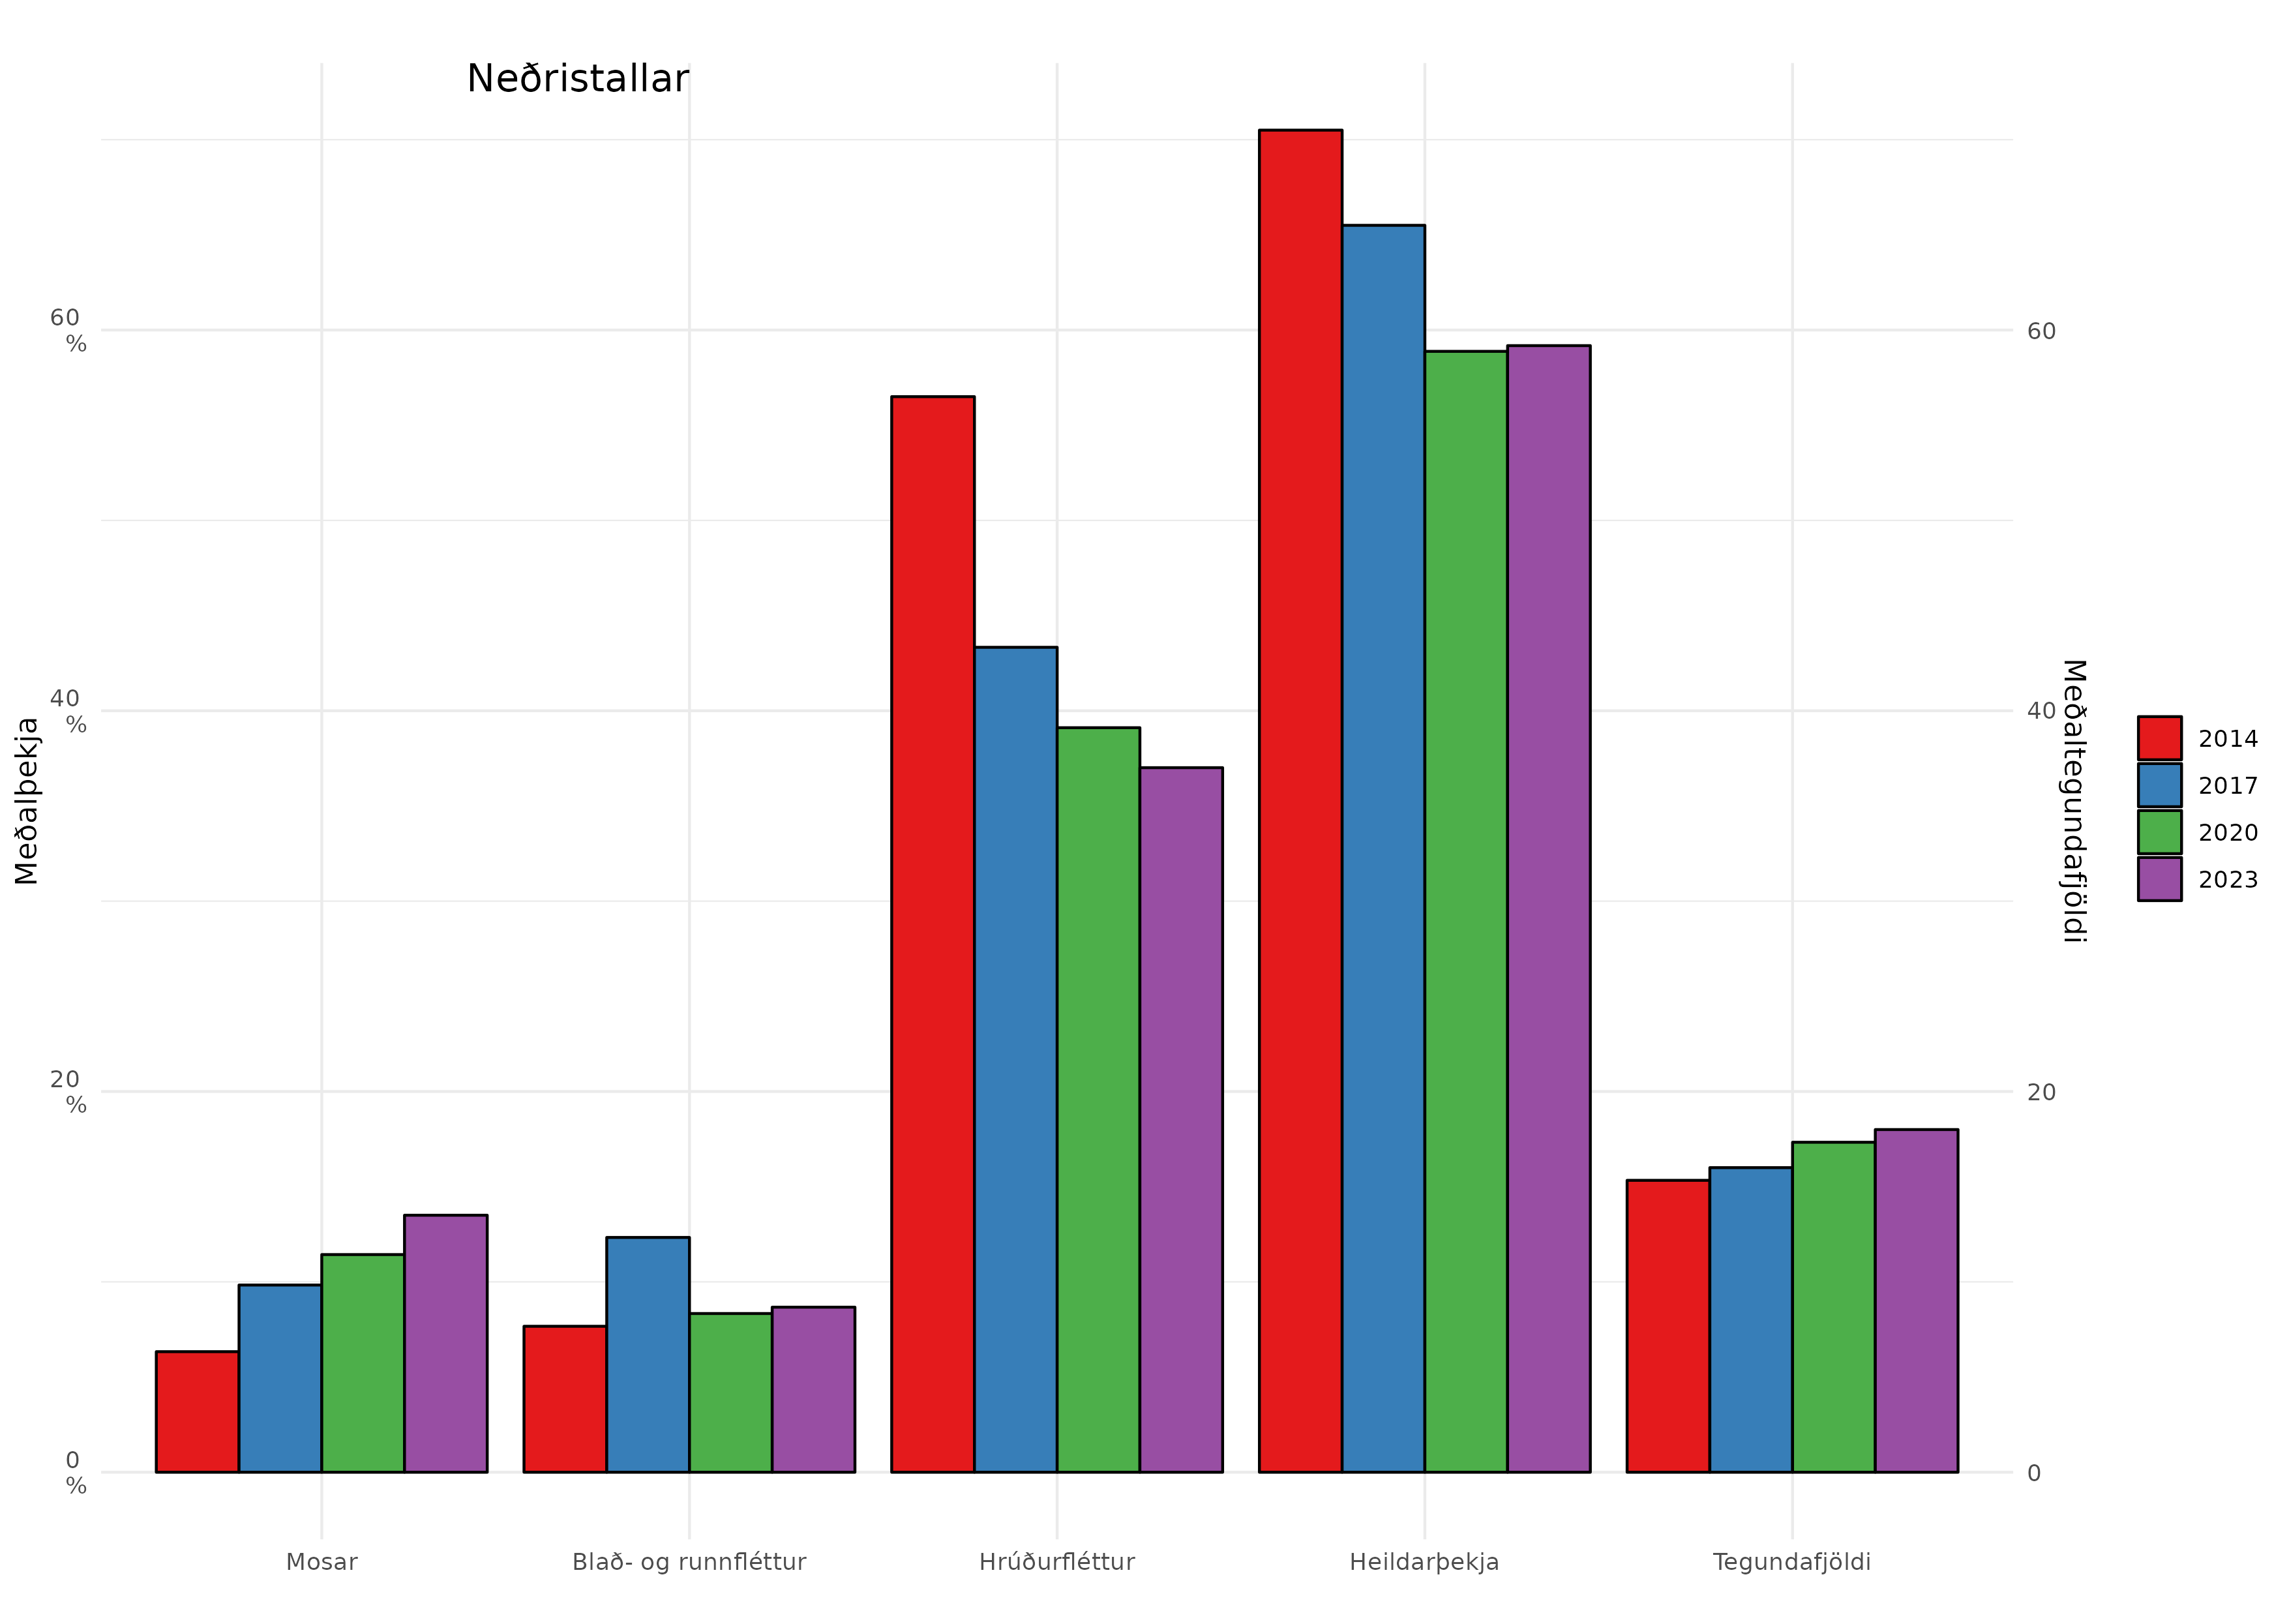 Neðristallar
Meðalþekja
60
%
40
%
20
%
0
%
60
40
20
0
Meðaltegundafjöldi
2014
2017
2020
2023
Mosar
Blað- og runnfléttur
Hrúðurfléttur
Heildarþekja
Tegundafjöldi